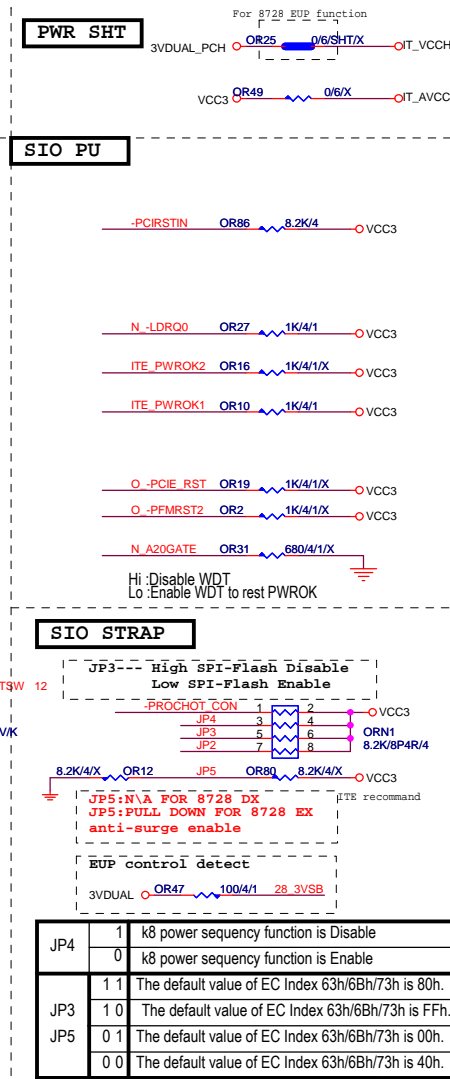 For 8728 EUP function
PWR SHT
3VDUAL_PCH OR25 0/6/SHT/X IT_VCCH
VCC3 OR49 0/6/X IT_AVCC
SIO PU
-PCIRSTIN OR86 8.2K/4 VCC3
N_-LDRQ0 OR27 1K/4/1 VCC3
ITE_PWROK2 OR16 1K/4/1/X VCC3
ITE_PWROK1 OR10 1K/4/1 VCC3
O_-PCIE_RST OR19 1K/4/1/X VCC3
O_-PFMRST2 OR2 1K/4/1/X VCC3
N_A20GATE OR31 680/4/1/X
Hi :Disable WDT
Lo :Enable WDT to rest PWROK
SIO STRAP
JP3--- High SPI-Flash Disable
Low SPI-Flash Enable
TSW 12
-PROCHOT_CON 1 2 VCC3
JP4 3 4
JP3 5 6 ORN1
V/K
JP2 7 8 8.2K/8P4R/4
8.2K/4/X OR12 JP5 OR80 8.2K/4/X VCC3
ITE recommand
JP5:N\A FOR 8728 DX
JP5:PULL DOWN FOR 8728 EX
anti-surge enable
EUP control detect
3VDUAL OR47 100/4/1 28_3VSB
JP4 1 k8 power sequency function is Disable
0 k8 power sequency function is Enable
1 1 The default value of EC Index 63h/6Bh/73h is 80h.
JP3 1 0 The default value of EC Index 63h/6Bh/73h is FFh.
JP5 0 1 The default value of EC Index 63h/6Bh/73h is 00h.
0 0 The default value of EC Index 63h/6Bh/73h is 40h.